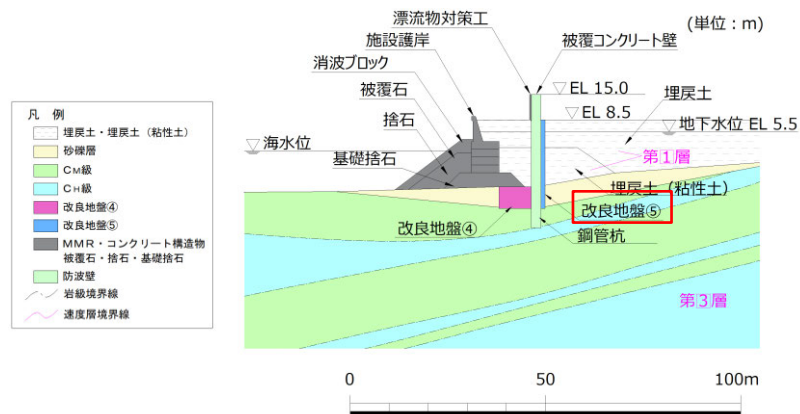 漂流物対策工
(単位：m)
施設護岸
被覆コンクリート壁
消波ブロック
EL 15.0
埋戻土
被覆石
EL 8.5
捨石
地下水位 EL 5.5
海水位
第1層
基礎捨石
埋戻土（粘性土）
改良地盤⑤
改良地盤④
鋼管杭
第3層
凡　例
埋戻土・埋戻土（粘性土）
砂礫層
CM級
CH級
改良地盤④
改良地盤⑤
MMR・コンクリート構造物
被覆石・捨石・基礎捨石
防波壁
岩級境界線
速度層境界線
0
50
100m